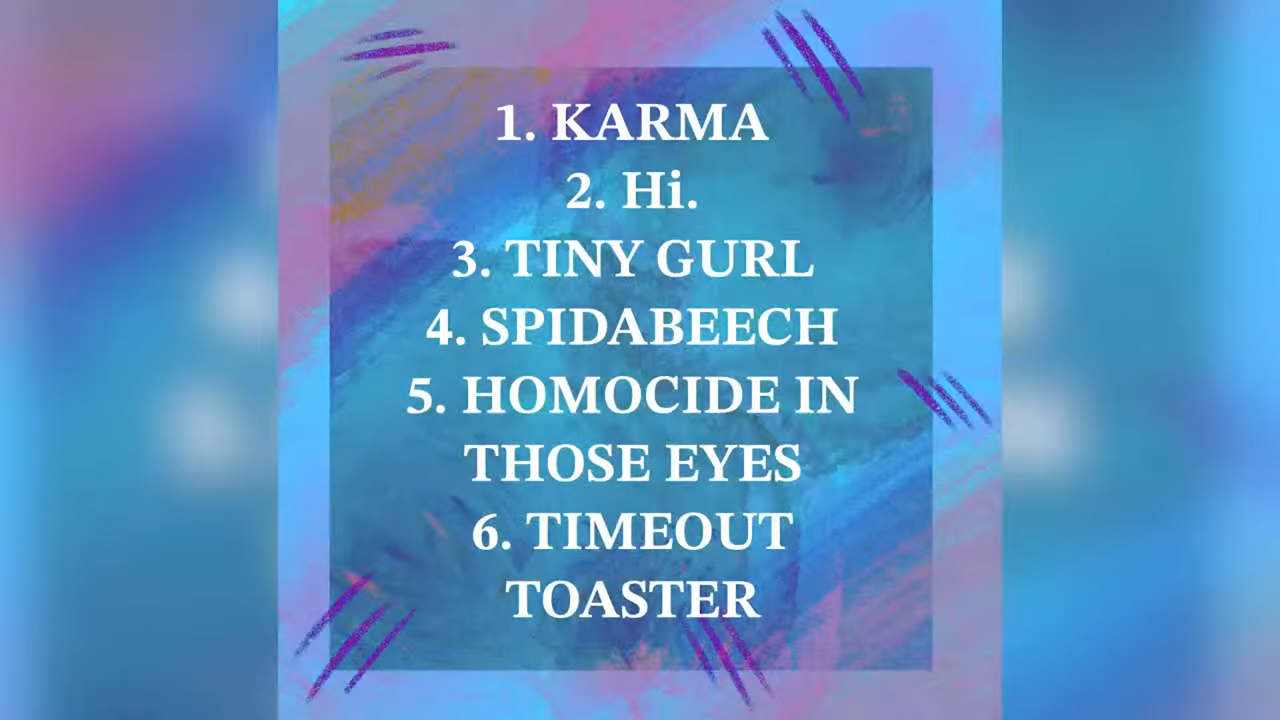 1. KARMA
2. Hi.
3. TINY GURL
4. SPIDABEECH
5. HOMOCIDE IN
THOSE EYES
6. TIMEOUT
TOASTER